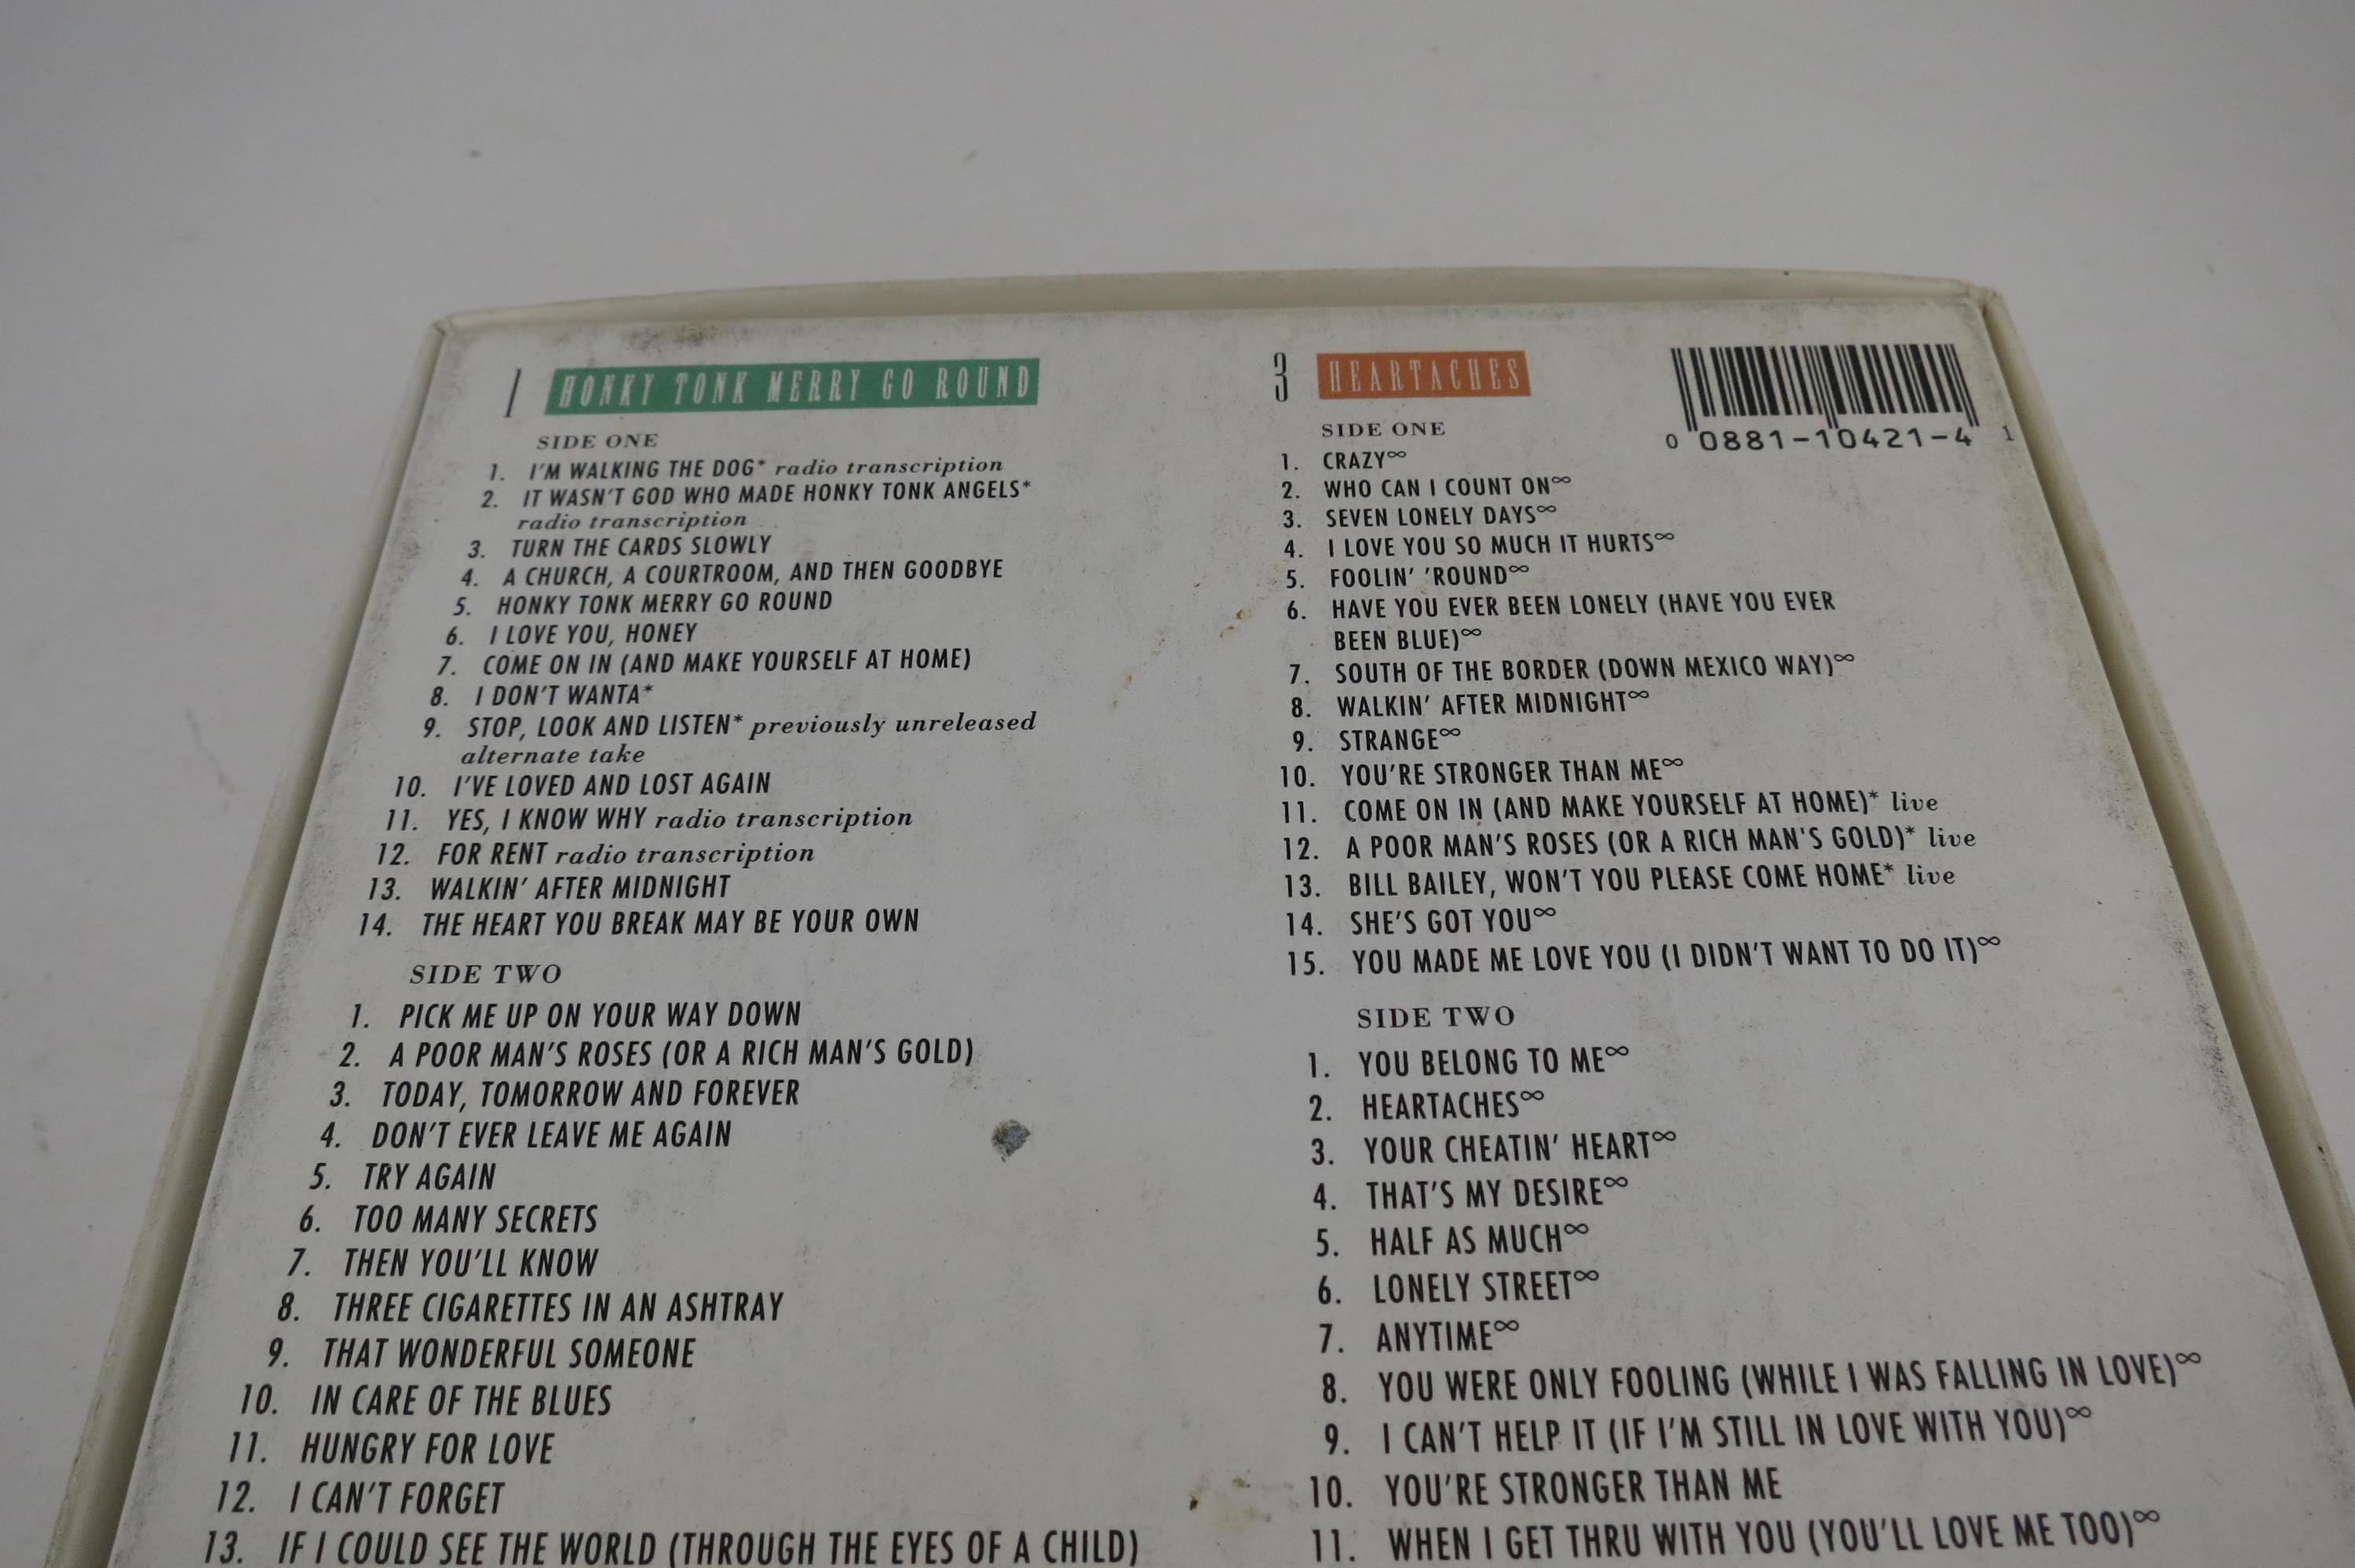 1 HONKY TONK MERRY GO ROUND
SIDE ONE
1. I'M WALKING THE DOG* radio transcription
2. IT WASN'T GOD WHO MADE HONKY TONK ANGELS*
radio transcription
3. TURN THE CARDS SLOWLY
4. A CHURCH, A COURTROOM, AND THEN GOODBYE
5. HONKY TONK MERRY GO ROUND
6. I LOVE YOU, HONEY
7. COME ON IN (AND MAKE YOURSELF AT HOME)
8. I DON'T WANTA*
9. STOP, LOOK AND LISTEN* previously unreleased
alternate take
10. I'VE LOVED AND LOST AGAIN
11. YES, I KNOW WHY radio transcription
12. FOR RENT radio transcription
13. WALKIN' AFTER MIDNIGHT
14. THE HEART YOU BREAK MAY BE YOUR OWN
SIDE TWO
1. PICK ME UP ON YOUR WAY DOWN
2. A POOR MAN'S ROSES (OR A RICH MAN'S GOLD)
3. TODAY, TOMORROW AND FOREVER
4. DON'T EVER LEAVE ME AGAIN
5. TRY AGAIN
6. TOO MANY SECRETS
7. THEN YOU'LL KNOW
8. THREE CIGARETTES IN AN ASHTRAY
9. THAT WONDERFUL SOMEONE
10. IN CARE OF THE BLUES
11. HUNGRY FOR LOVE
12. I CAN'T FORGET
13. IF I COULD SEE THE WORLD (THROUGH THE EYES OF A CHILD)
3 HEARTACHES
SIDE ONE
1. CRAZY∞
2. WHO CAN I COUNT ON∞
3. SEVEN LONELY DAYS∞
4. I LOVE YOU SO MUCH IT HURTS∞
5. FOOLIN' 'ROUND∞
6. HAVE YOU EVER BEEN LONELY (HAVE YOU EVER
BEEN BLUE)∞
7. SOUTH OF THE BORDER (DOWN MEXICO WAY)∞
8. WALKIN' AFTER MIDNIGHT∞
9. STRANGE∞
10. YOU'RE STRONGER THAN ME∞
11. COME ON IN (AND MAKE YOURSELF AT HOME)* live
12. A POOR MAN'S ROSES (OR A RICH MAN'S GOLD)* live
13. BILL BAILEY, WON'T YOU PLEASE COME HOME* live
14. SHE'S GOT YOU∞
15. YOU MADE ME LOVE YOU (I DIDN'T WANT TO DO IT)∞
SIDE TWO
1. YOU BELONG TO ME∞
2. HEARTACHES∞
3. YOUR CHEATIN' HEART∞
4. THAT'S MY DESIRE∞
5. HALF AS MUCH∞
6. LONELY STREET∞
7. ANYTIME∞
8. YOU WERE ONLY FOOLING (WHILE I WAS FALLING IN LOVE)∞
9. I CAN'T HELP IT (IF I'M STILL IN LOVE WITH YOU)∞
10. YOU'RE STRONGER THAN ME
11. WHEN I GET THRU WITH YOU (YOU'LL LOVE ME TOO)∞
0 0881-10421-4 1